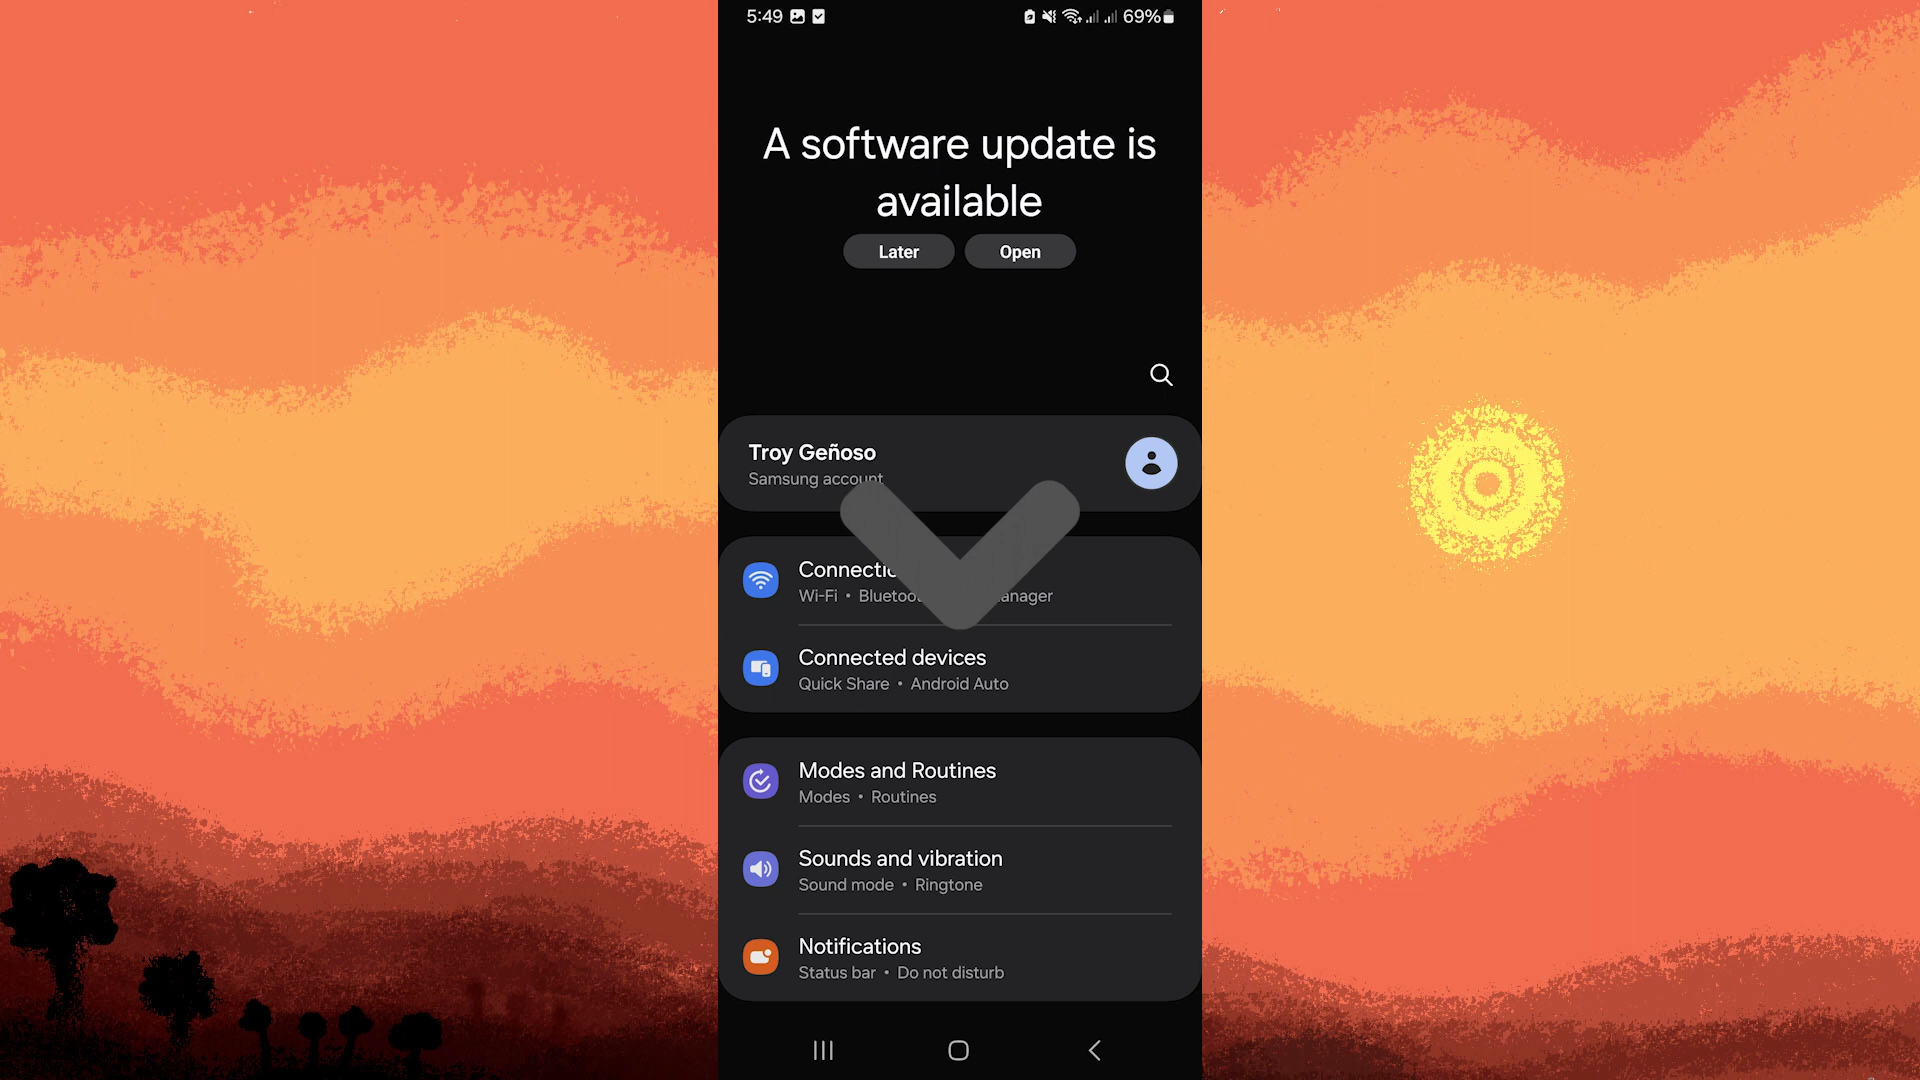 5:49 69%
A software update is
available
Later Open
Troy Geñoso
Samsung account
Wi-Fi •
Connected devices
Quick Share • Android Auto
Modes and Routines
Modes • Routines
Sounds and vibration
Sound mode • Ringtone
Notifications
Status bar • Do not disturb